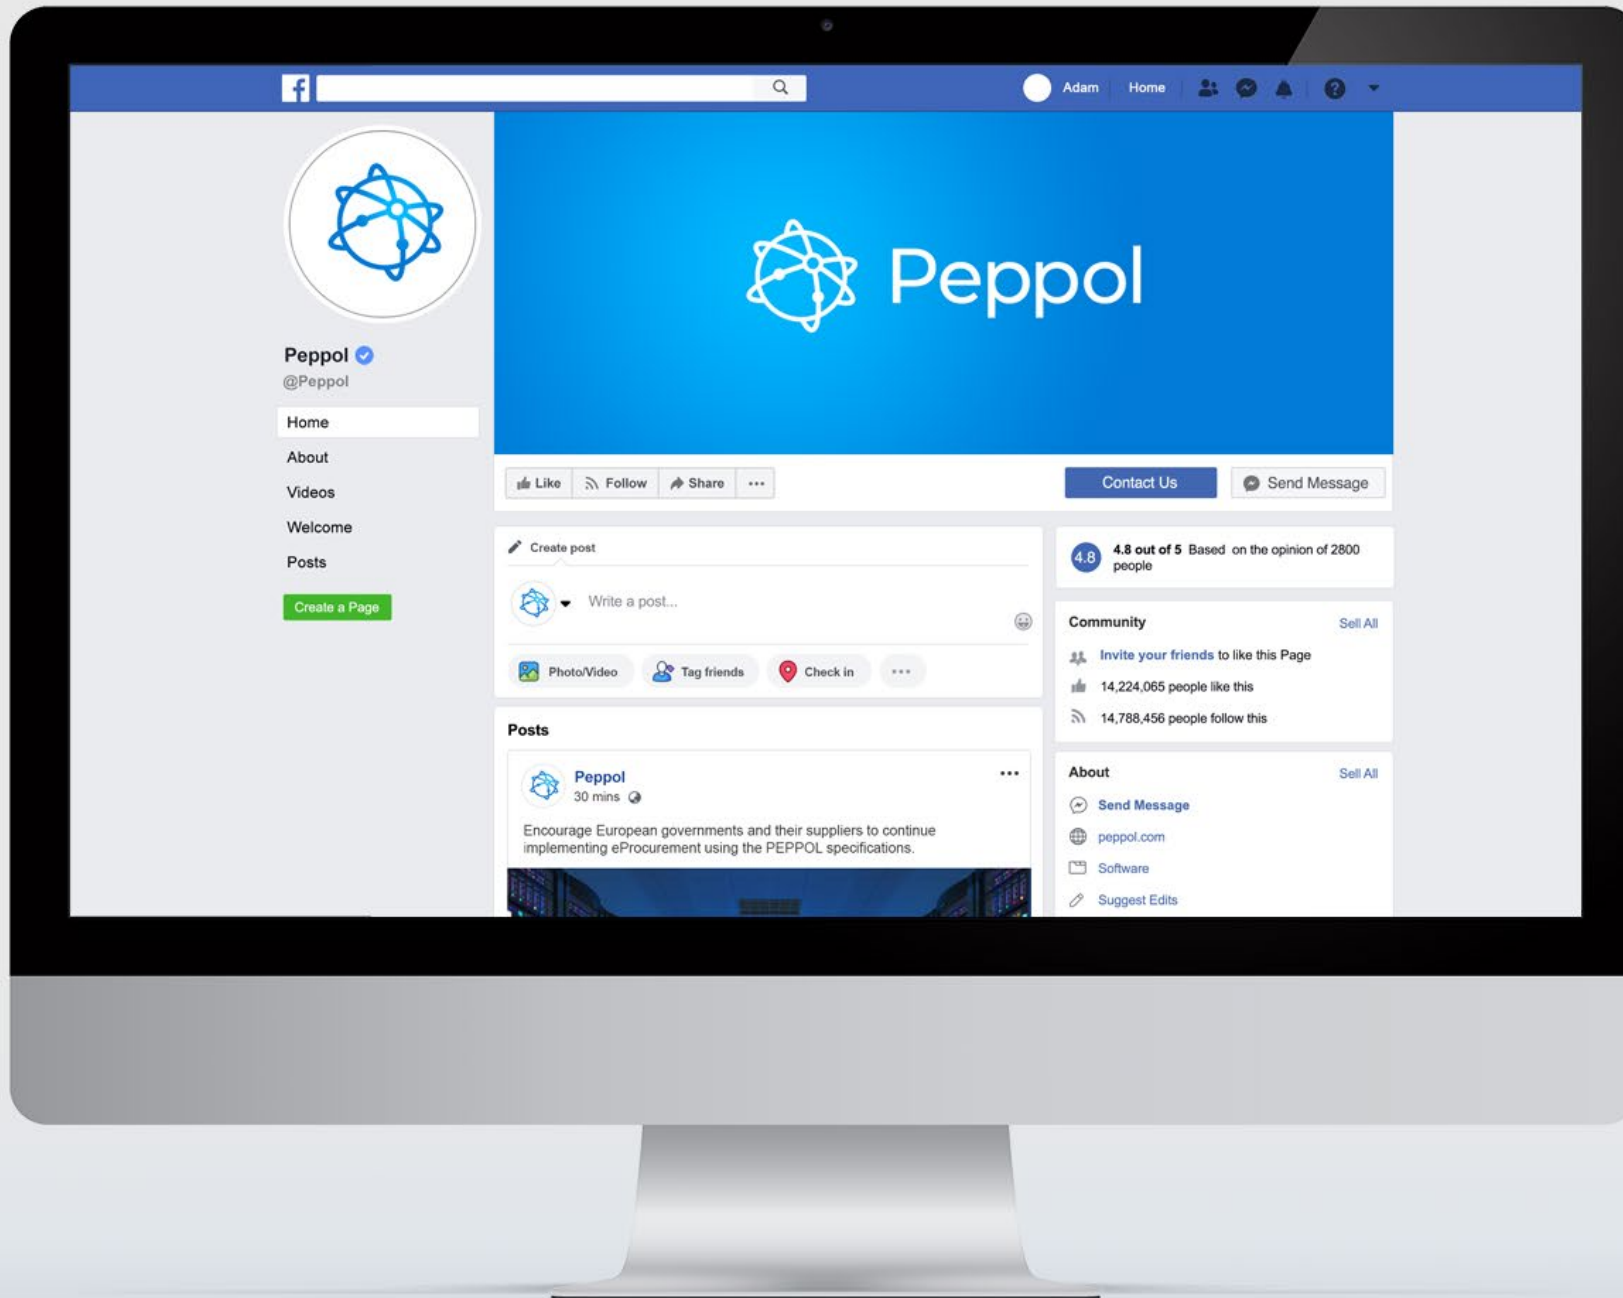 f
Adam Home
Peppol
Peppol
@Peppol
Home
About
Videos
Welcome
Posts
Create a Page
Like Follow Share
Contact Us
Send Message
Create post
Write a post...
Photo/Video Tag friends Check in
Posts
Peppol
30 mins
Encourage European governments and their suppliers to continue
implementing eProcurement using the PEPPOL specifications.
4.8
4.8 out of 5 Based on the opinion of 2800
people
Community Sell All
Invite your friends to like this Page
14,224,065 people like this
14,788,456 people follow this
About Sell All
Send Message
peppol.com
Software
Suggest Edits